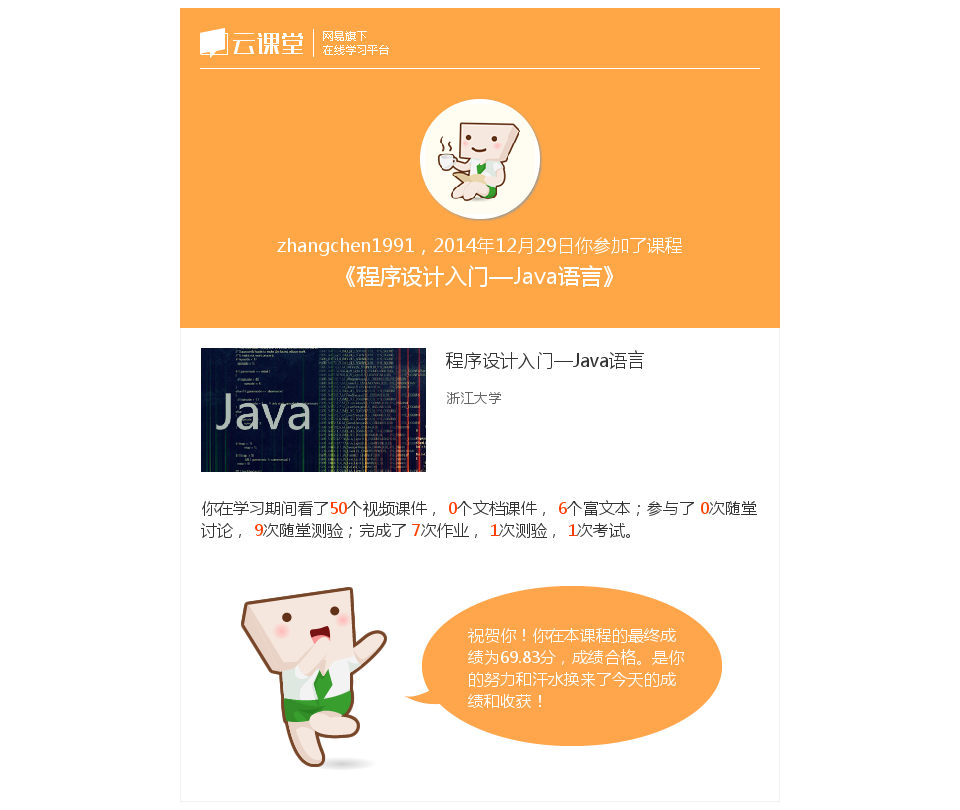 云课堂
网易旗下
在线学习平台
zhangchen1991，2014年12月29日你参加了课程
《程序设计入门—Java语言》
Java
程序设计入门—Java语言
浙江大学
你在学习期间看了50个视频课件， 0个文档课件， 6个富文本；参与了 0次随堂
讨论， 9次随堂测验；完成了 7次作业， 1次测验， 1次考试。
祝贺你！你在本课程的最终成
绩为69.83分，成绩合格。是你
的努力和汗水换来了今天的成
绩和收获！